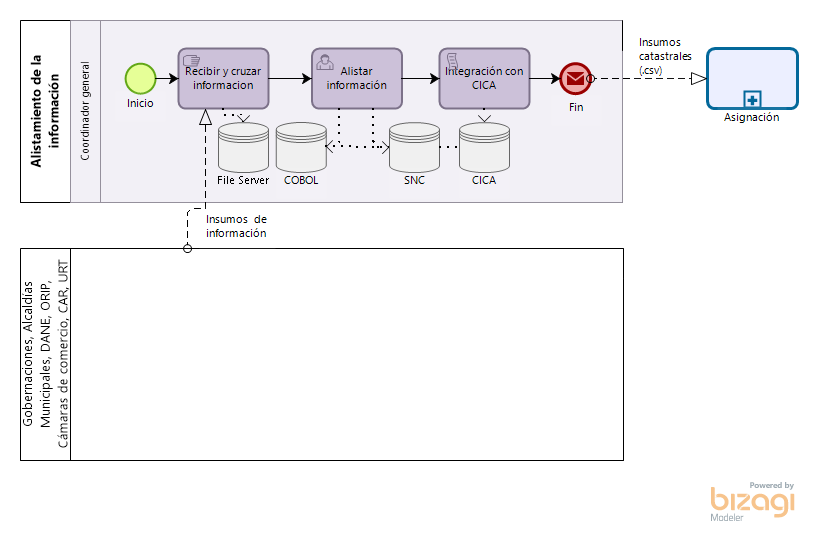 Alistamiento de la
información
Coordinador general
Inicio
Recibir y cruzar
informacion
Alistar
información
Integración con
CICA
Fin
Insumos
catastrales
(.csv)
Asignación
File Server
COBOL
SNC
CICA
Insumos de
información
Gobernaciones, Alcaldías
Municipales, DANE, ORIP,
Cámaras de comercio, CAR, URT
Powered by
bizagi
Modeler